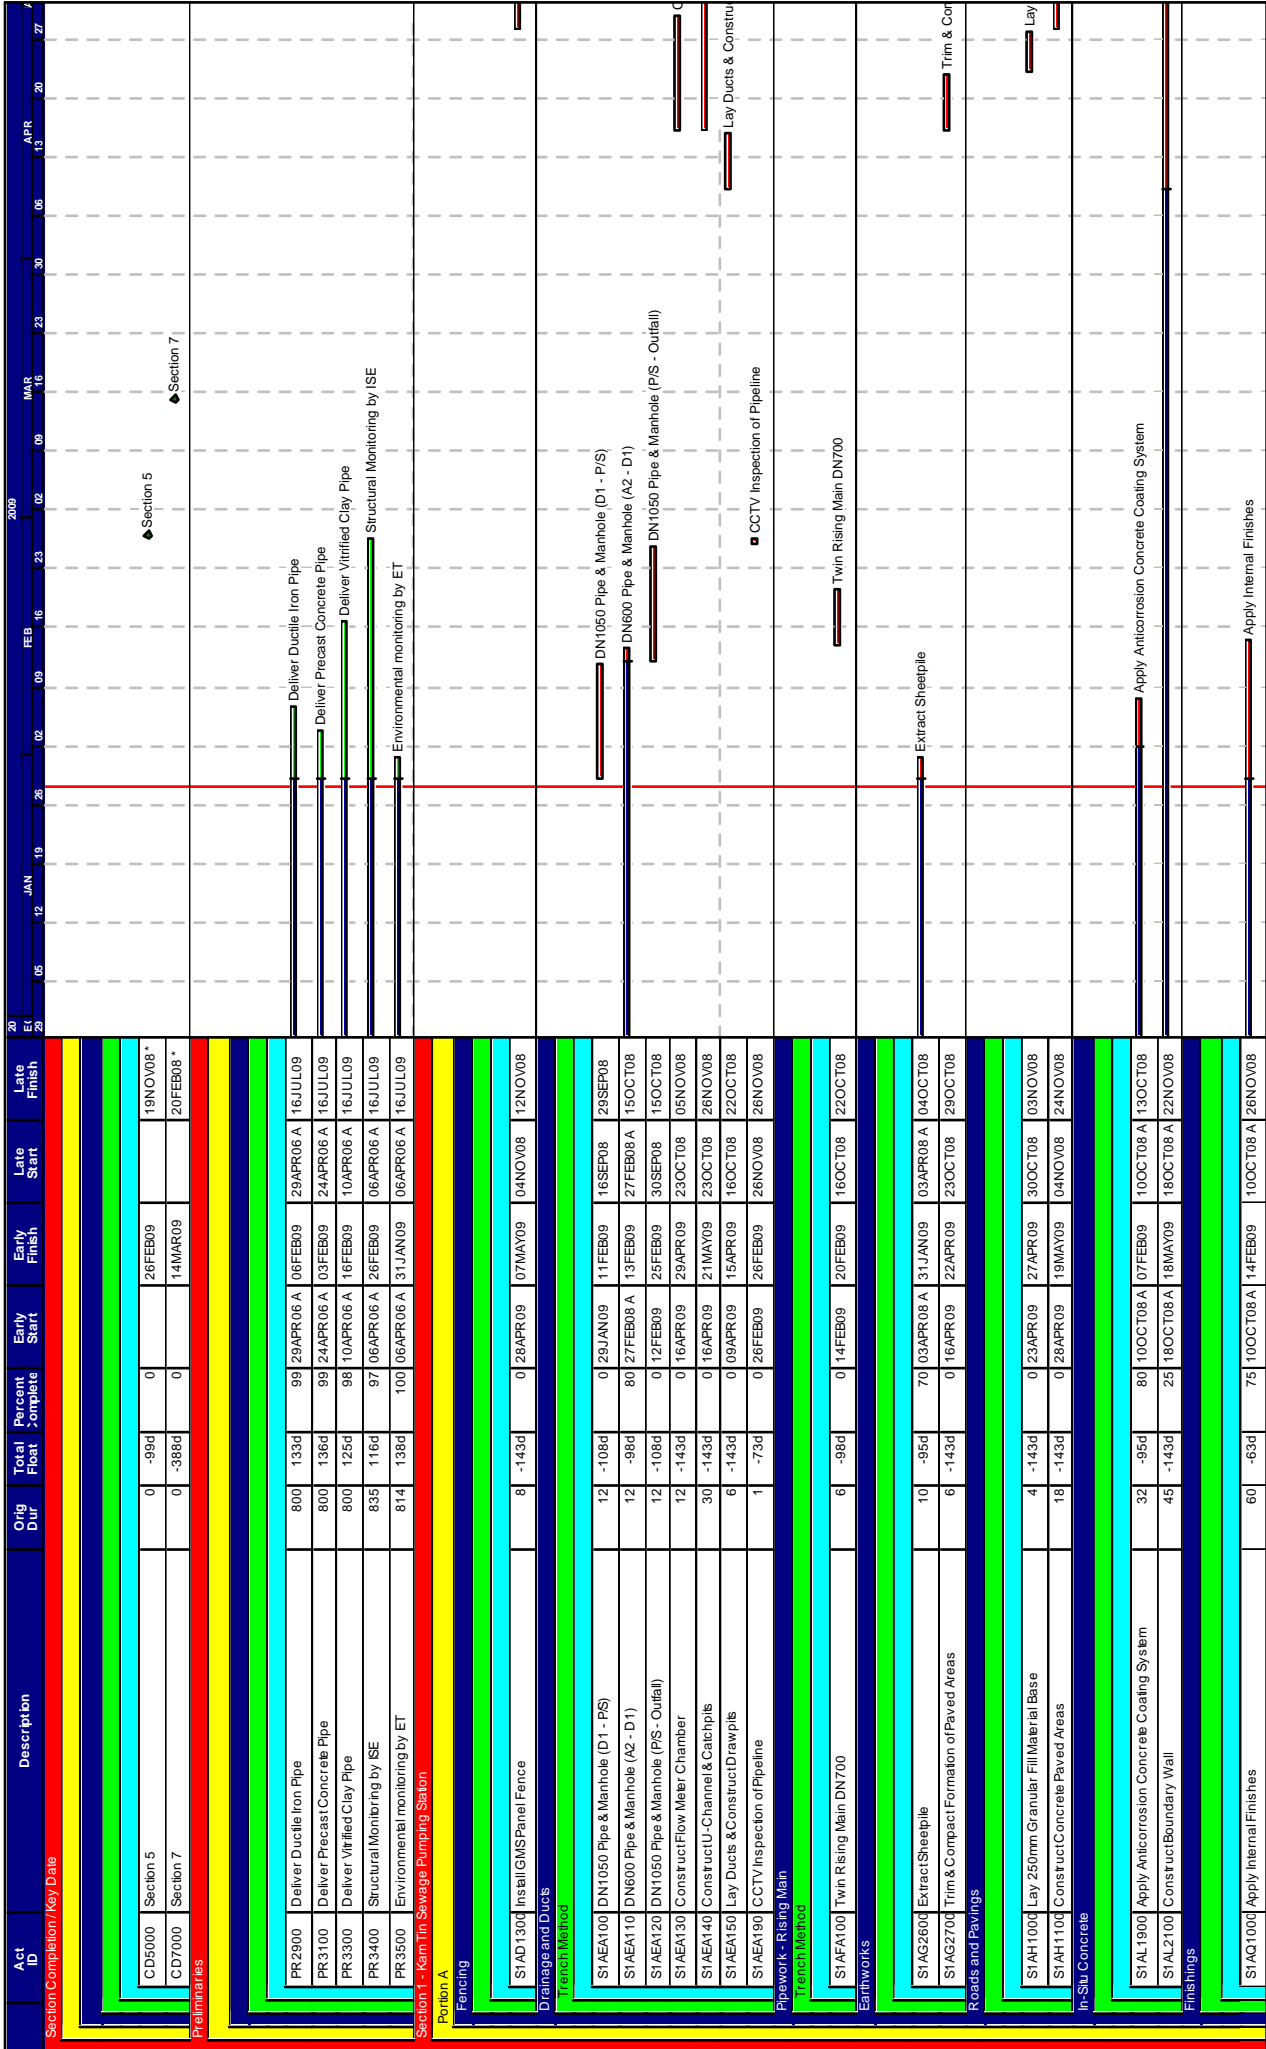 Act ID Description Orig Dur Total Float Percent Complete Early Start Early Finish Late Start Late Finish
20 2009
JAN FEB MAR APR
29 05 12 19 26 02 09 16 23 02 09 16 23 30 06 13 20 27
Section Completion / Key Date
CD5000 Section 5 0 -99d 0 26FEB09 19NOV08* Section 5
CD7000 Section 7 0 -388d 0 14MAR09 20FEB08* Section 7
Preliminaries
PR2900 Deliver Ductile Iron Pipe 800 133d 99 29APR06 A 06FEB09 29APR06 A 16JUL09 Deliver Ductile Iron Pipe
PR3100 Deliver Precast Concrete Pipe 800 136d 99 24APR06 A 03FEB09 24APR06 A 16JUL09 Deliver Precast Concrete Pipe
PR3300 Deliver Vitrified Clay Pipe 800 125d 98 10APR06 A 16FEB09 10APR06 A 16JUL09 Deliver Vitrified Clay Pipe
PR3400 Structural Monitoring by ISE 835 116d 97 06APR06 A 26FEB09 06APR06 A 16JUL09 Structural Monitoring by ISE
PR3500 Environmental monitoring by ET 814 138d 100 06APR06 A 31JAN09 06APR06 A 16JUL09 Environmental monitoring by ET
Section 1 - Kam Tin Sewage Pumping Station
Portion A
Fencing
S1AD1300 Install GMS Panel Fence 8 -143d 0 28APR09 07MAY09 04NOV08 12NOV08
Drainage and Ducts
Trench Method
S1AEA100 DN1050 Pipe & Manhole (D1 - P/S) 12 -108d 0 29JAN09 11FEB09 16SEP08 29SEP08 DN1050 Pipe & Manhole (D1 - P/S)
S1AEA110 DN600 Pipe & Manhole (A2 - D1) 12 -98d 80 27FEB08 A 13FEB09 27FEB08 A 15OCT08 DN600 Pipe & Manhole (A2 - D1)
S1AEA120 DN1050 Pipe & Manhole (P/S - Outfall) 12 -108d 0 12FEB09 25FEB09 30SEP08 15OCT08 DN1050 Pipe & Manhole (P/S - Outfall)
S1AEA130 Construct Flow Meter Chamber 12 -143d 0 16APR09 29APR09 23OCT08 05NOV08 C
S1AEA140 Construct U-Channel & Catchpits 30 -143d 0 16APR09 21MAY09 23OCT08 26NOV08
S1AEA150 Lay Ducts & Construct Drawpits 6 -143d 0 09APR09 15APR09 16OCT08 22OCT08 Lay Ducts & Construc
S1AEA190 CCTV Inspection of Pipeline 1 -73d 0 26FEB09 26FEB09 26NOV08 26NOV08 CCTV Inspection of Pipeline
Pipework - Rising Main
Trench Method
S1AFA100 Twin Rising Main DN700 6 -98d 0 14FEB09 20FEB09 16OCT08 22OCT08 Twin Rising Main DN700
Earthworks
S1AG2600 Extract Sheetpile 10 -95d 70 03APR08 A 31JAN09 03APR08 A 04OCT08 Extract Sheetpile
S1AG2700 Trim & Compact Formation of Paved Areas 6 -143d 0 16APR09 22APR09 23OCT08 29OCT08 Trim & Con
Roads and Pavings
S1AH1000 Lay 250mm Granular Fill Material Base 4 -143d 0 23APR09 27APR09 30OCT08 03NOV08 Lay
S1AH1100 Construct Concrete Paved Areas 18 -143d 0 28APR09 19MAY09 04NOV08 24NOV08
In-Situ Concrete
S1AL1900 Apply Anticorrosion Concrete Coating System 32 -95d 80 10OCT08 A 07FEB09 10OCT08 A 13OCT08 Apply Anticorrosion Concrete Coating System
S1AL2100 Construct Boundary Wall 45 -143d 25 18OCT08 A 18MAY09 18OCT08 A 22NOV08
Finishings
S1AQ1000 Apply Internal Finishes 60 -63d 75 10OCT08 A 14FEB09 10OCT08 A 26NOV08 Apply Internal Finishes